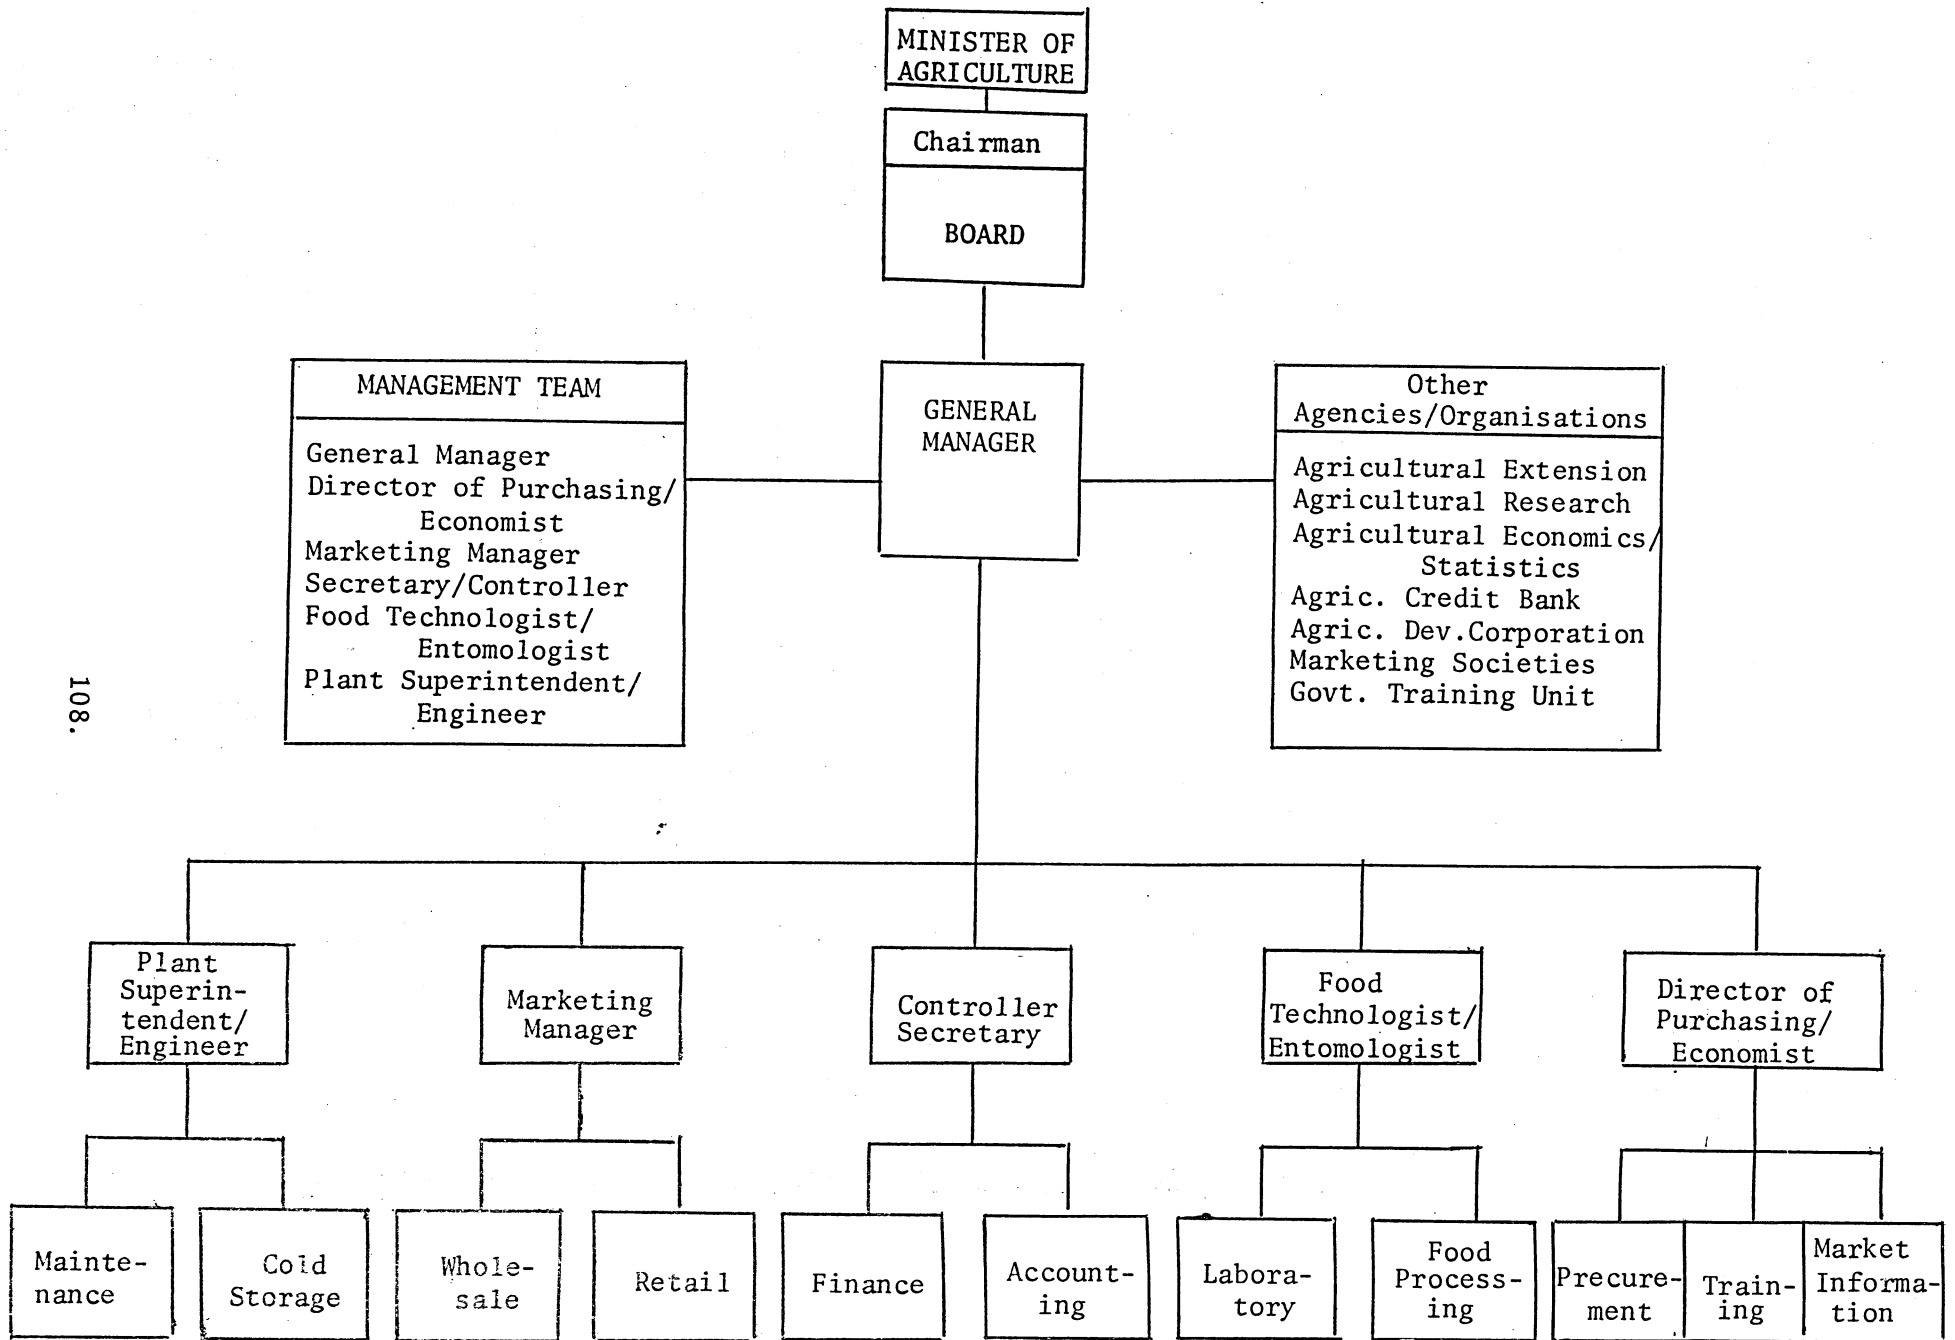 MINISTER OF
AGRICULTURE
Chairman
BOARD
MANAGEMENT TEAM
General Manager
Director of Purchasing/
Economist
Marketing Manager
Secretary/Controller
Food Technologist/
Entomologist
Plant Superintendent/
Engineer
GENERAL
MANAGER
Other
Agencies/Organisations
Agricultural Extension
Agricultural Research
Agricultural Economics/
Statistics
Agric. Credit Bank
Agric. Dev.Corporation
Marketing Societies
Govt. Training Unit
108.
Plant
Superin-
tendent/
Engineer
Marketing
Manager
Controller
Secretary
Food
Technologist/
Entomologist
Director of
Purchasing/
Economist
Mainte-
nance
Cold
Storage
Whole-
sale
Retail
Finance
Account-
ing
Labora-
tory
Food
Process-
ing
Precure-
ment
Train-
ing
Market
Informa-
tion